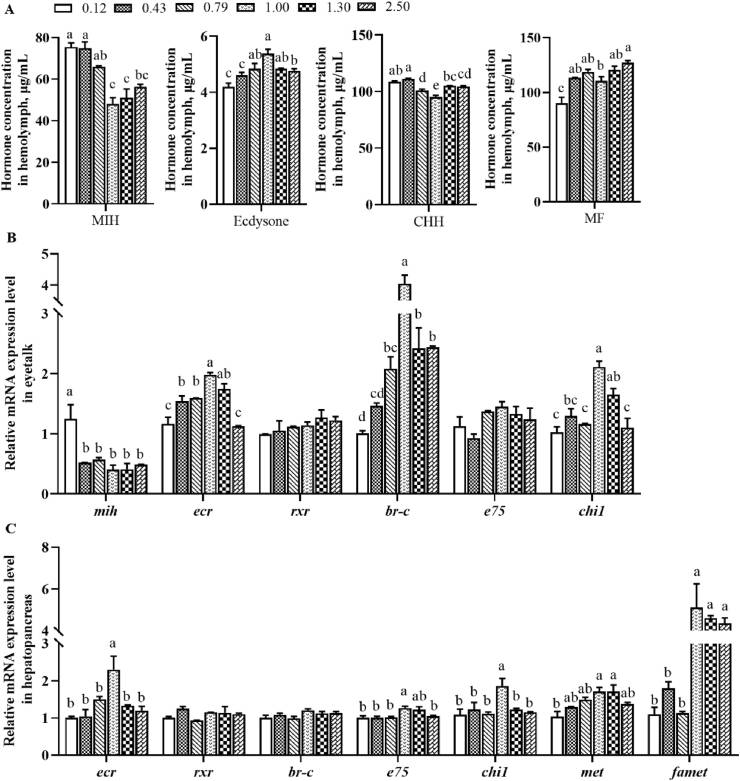 A 0.12 0.43 0.79 1.00 1.30 2.50
Hormone concentration
in hemolymph, μg/mL
80
60
40
20
0
a a ab c c bc
MIH
Hormone concentration
in hemolymph, μg/mL
6
4
2
0
c c ab a ab b
Ecdysone
Hormone concentration
in hemolymph, μg/mL
150
100
50
0
ab a d e bc cd
CHH
Hormone concentration
in hemolymph, μg/mL
150
100
50
0
c ab ab b ab a
MF
B
Relative mRNA expression level
in eyetalk
5
4
3
2
1
0
a b b b b b
c b b a ab c
d cd bc a b b
c bc c a ab c
mih ecr rxr br-c e75 chi1
C
Relative mRNA expression level
in hepatopancreas
8
6
4
3
2
1
0
b b b a b b
b b b a ab b
b b b a b b
b ab ab a a ab
b b b a a a
ecr rxr br-c e75 chi1 met famet